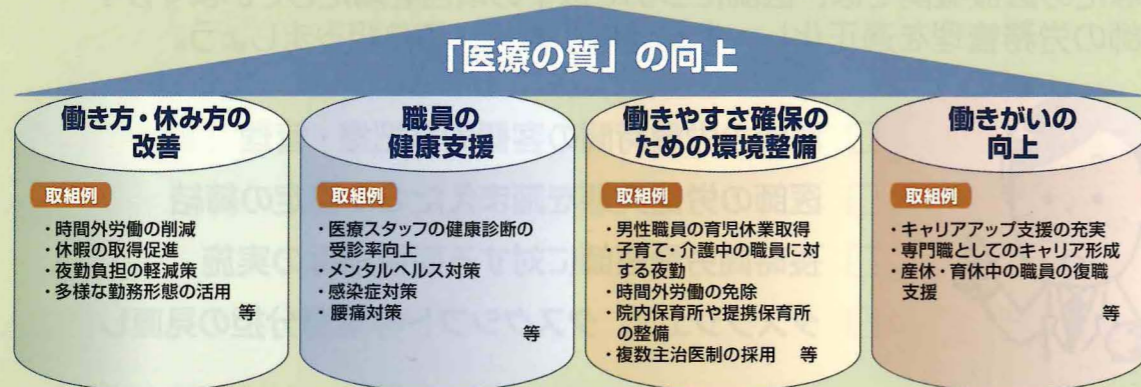 「医療の質」の向上
働き方・休み方の
改善
取組例
・時間外労働の削減
・休暇の取得促進
・夜勤負担の軽減策
・多様な勤務形態の活用
等
職員の
健康支援
取組例
・医療スタッフの健康診断の
受診率向上
・メンタルヘルス対策
・感染症対策
・腰痛対策
等
働きやすさ確保の
ための環境整備
取組例
・男性職員の育児休業取得
・子育て・介護中の職員に対
する夜勤
・時間外労働の免除
・院内保育所や提携保育所
の整備
・複数主治医制の採用 等
働きがいの
向上
取組例
・キャリアアップ支援の充実
・専門職としてのキャリア形成
・産休・育休中の職員の復職
支援
等